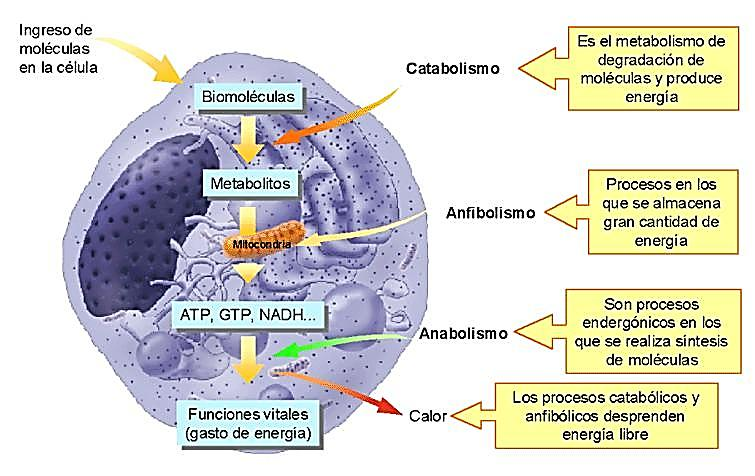 Ingreso de
moléculas
en la célula
Biomoléculas
Catabolismo
Es el metabolismo de
degradación de
moléculas y produce
energía
Metabolitos
Mitocondria
Anfibolismo
Procesos en los
que se almacena
gran cantidad de
energía
ATP, GTP, NADH...
Anabolismo
Son procesos
endergónicos en los
que se realiza síntesis
de moléculas
Funciones vitales
(gasto de energía)
Calor
Los procesos catabólicos y
anfibólicos desprenden
energía libre